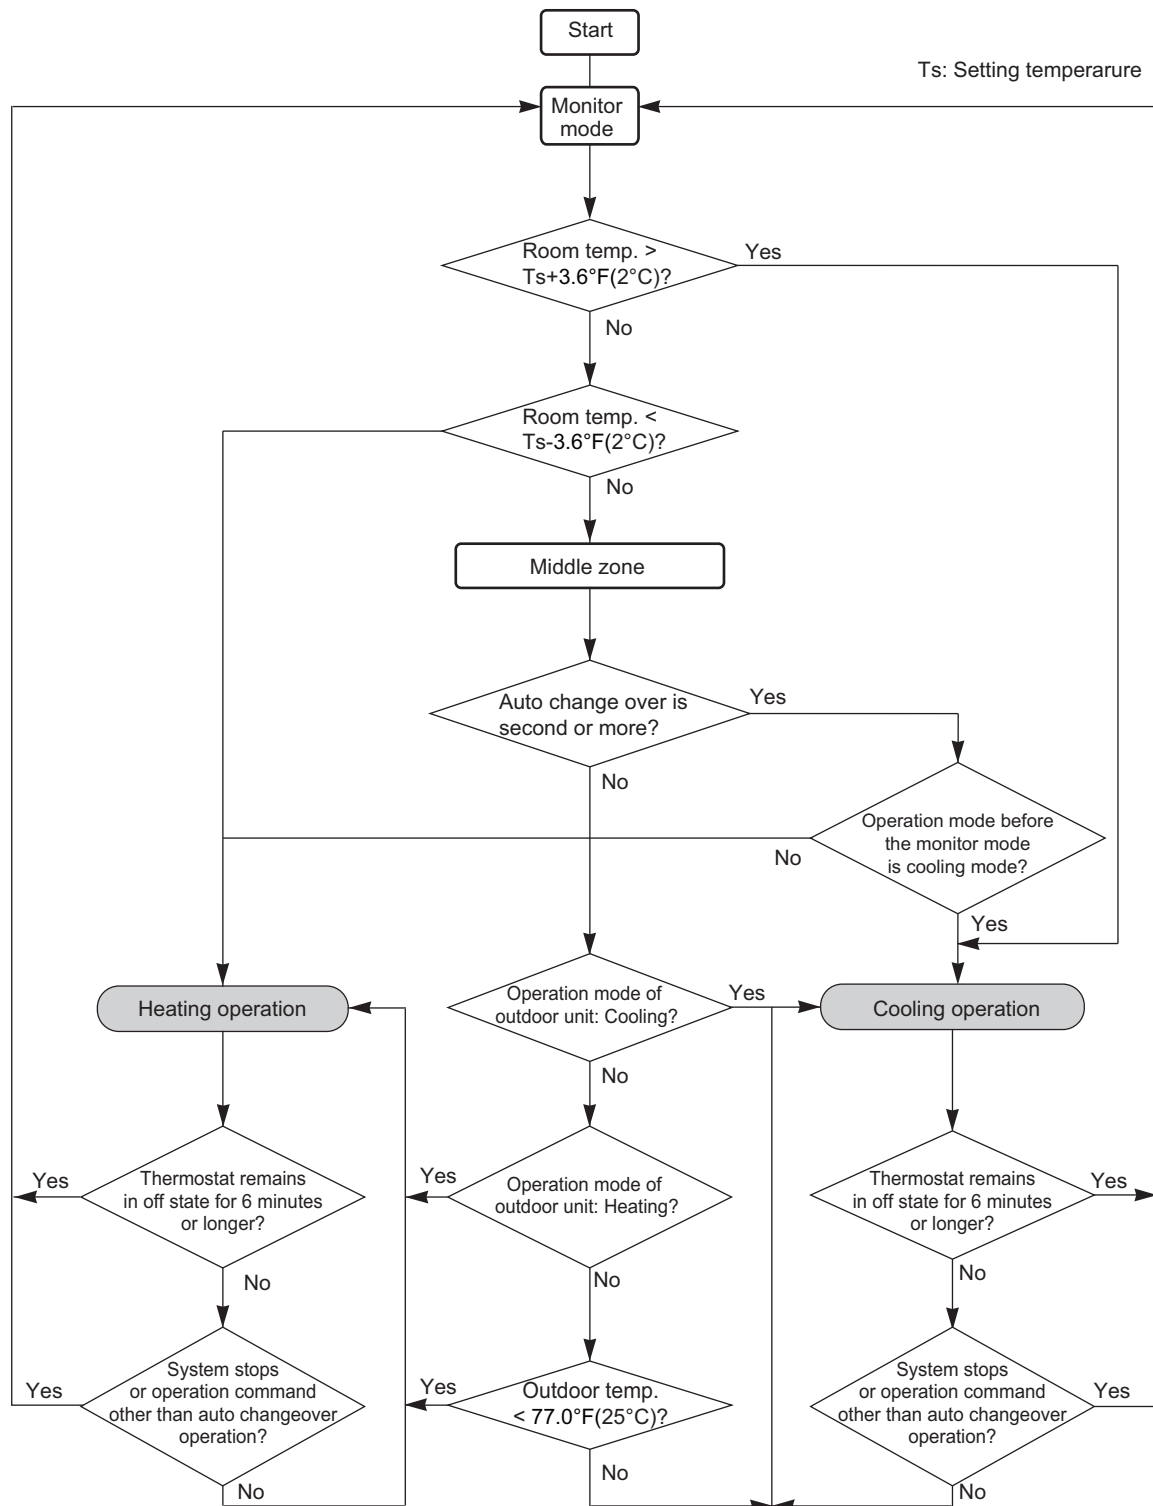 Start
Ts: Setting temperarure
Monitor
mode
Room temp. >
Ts+3.6°F(2°C)?
Yes
No
Room temp. <
Ts-3.6°F(2°C)?
No
Middle zone
Auto change over is
second or more?
Yes
No
Operation mode before
the monitor mode
is cooling mode?
No
Yes
Heating operation
Operation mode of
outdoor unit: Cooling?
Yes
Cooling operation
No
Yes
Thermostat remains
in off state for 6 minutes
or longer?
No
Yes
Operation mode of
outdoor unit: Heating?
No
Thermostat remains
in off state for 6 minutes
or longer?
Yes
No
Yes
System stops
or operation command
other than auto changeover
operation?
No
Yes
Outdoor temp.
< 77.0°F(25°C)?
No
System stops
or operation command
other than auto changeover
operation?
Yes
No